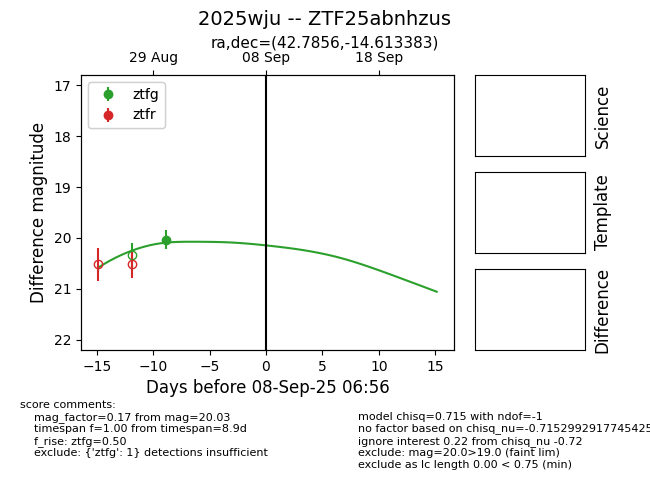 2025wju -- ZTF25abnhzus
ra,dec=(42.7856,-14.613383)
29 Aug 08 Sep 18 Sep
ztfg
ztfr
17
18
19
20
21
22
Difference magnitude
−15 −10 −5 0 5 10 15
Days before 08-Sep-25 06:56
Science
Template
Difference
score comments:
mag_factor=0.17 from mag=20.03
timespan f=1.00 from timespan=8.9d
f_rise: ztfg=0.50
exclude: {'ztfg': 1} detections insufficient
model chisq=0.715 with ndof=-1
no factor based on chisq_nu=-0.7152992917745425
ignore interest 0.22 from chisq_nu -0.72
exclude: mag=20.0>19.0 (faint lim)
exclude as lc length 0.00 < 0.75 (min)